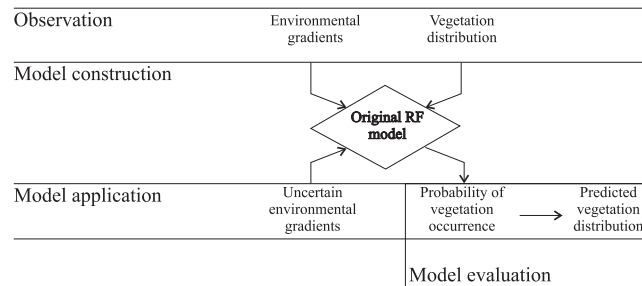 Observation
Environmental
gradients
Vegetation
distribution
Model construction
Original RF
model
Model application
Uncertain
environmental
gradients
Probability of
vegetation
occurrence
Predicted
vegetation
distribution
Model evaluation